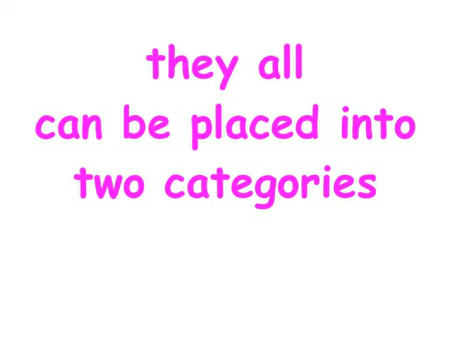 they all
can be placed into
two categories